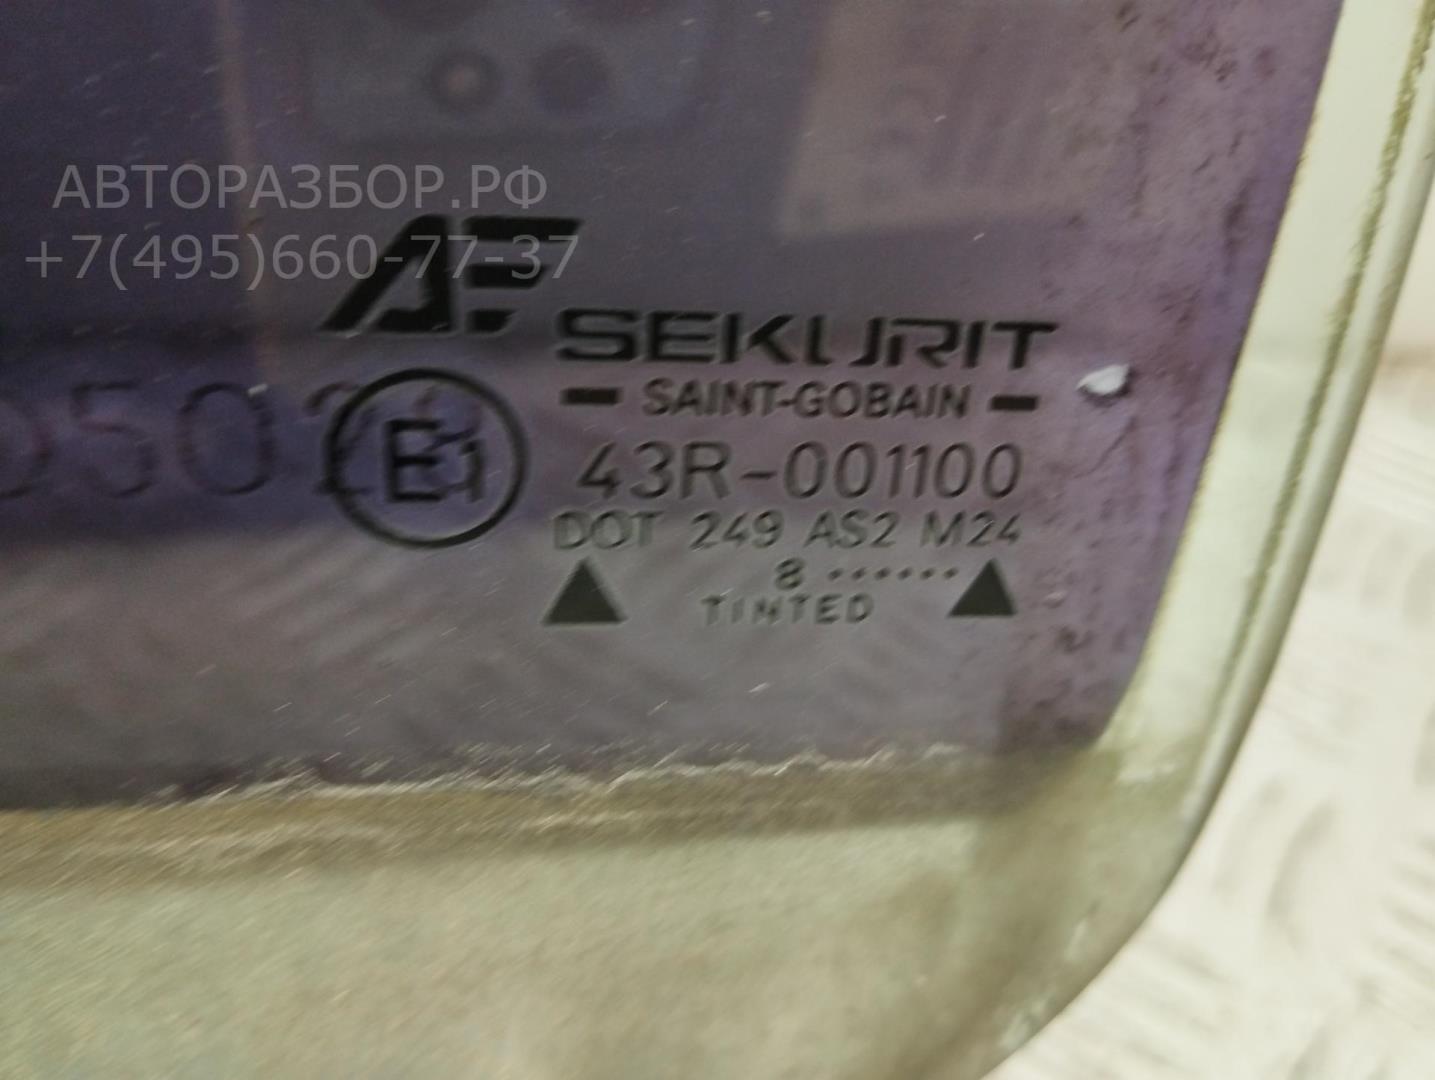 АВТОРАЗБОР.РФ
+7(495)660-77-37
AF
SEKURIT
SAINT-GOBAIN
E1
43R-001100
DOT 249 AS2 M24
8 ......
TINTED